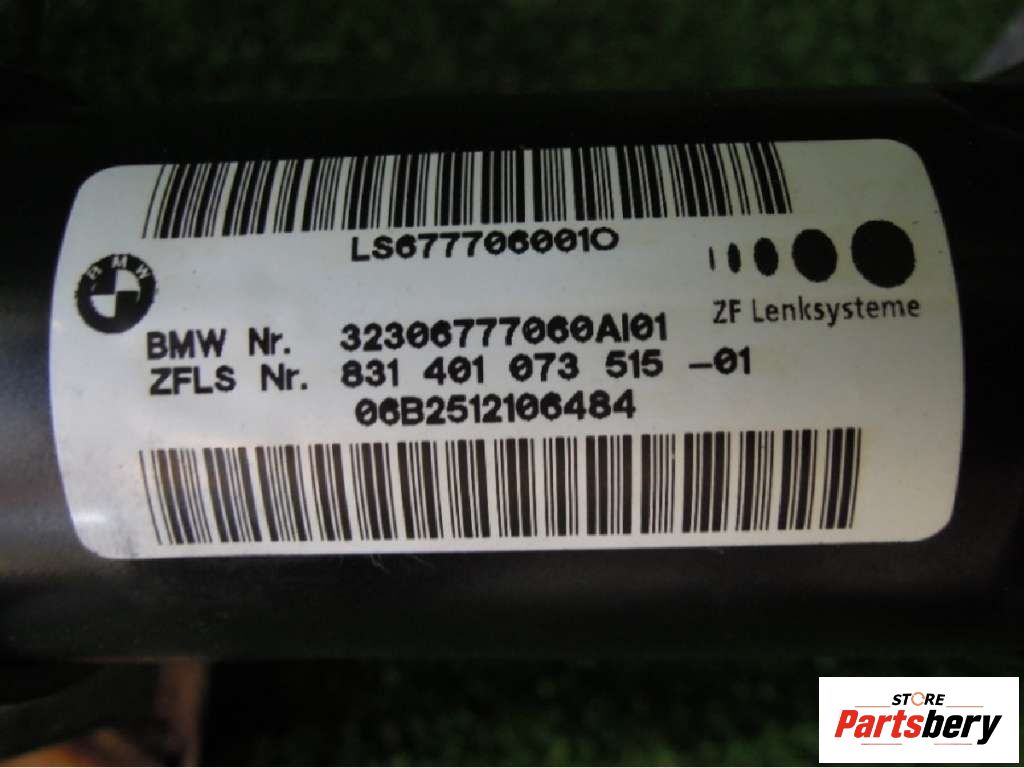 LS6777060010
BMW
ZF Lenksysteme
BMW Nr. 32306777060AI01
ZFLS Nr. 831 401 073 515 -01
06B2512106484
STORE
Partsbery